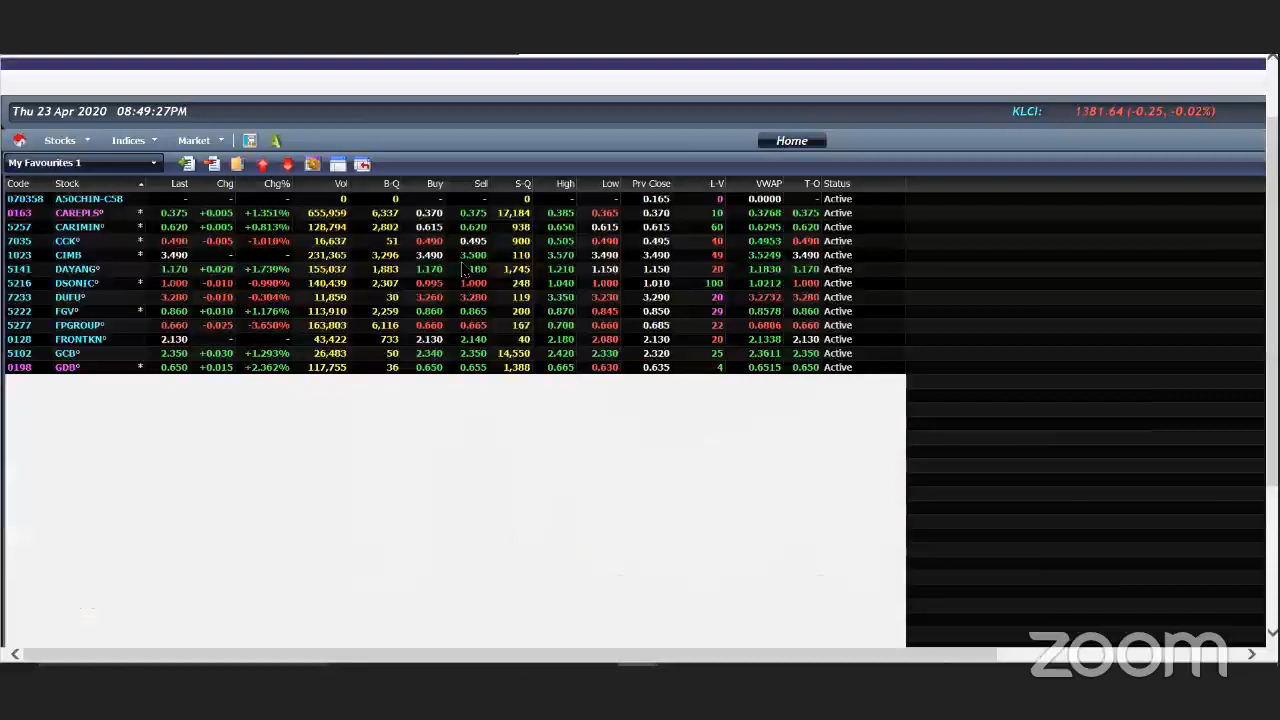 Thu 23 Apr 2020 08:49:27PM KLCI: 1381.64 (-0.25, -0.02%)
Stocks Indices Market Home
My Favourites 1
Code Stock Last Chg Chg% Vol B-Q Buy Sell S-Q High Low Prv Close L-V VWAP T-O Status
070358 A50CHIN-C58 - - - 0 0 - - 0 - - 0.165 0 0.0000 - Active
0163 CAREPLS° * 0.375 +0.005 +1.351% 655,959 6,337 0.370 0.375 17,184 0.385 0.365 0.370 10 0.3768 0.375 Active
5257 CARIMIN° * 0.620 +0.005 +0.813% 128,794 2,802 0.615 0.620 938 0.650 0.615 0.615 60 0.6295 0.620 Active
7035 CCK° * 0.490 -0.005 -1.010% 16,637 51 0.490 0.495 900 0.505 0.490 0.495 40 0.4953 0.490 Active
1023 CIMB * 3.490 - - 231,365 3,296 3.490 3.500 110 3.570 3.490 3.490 49 3.5249 3.490 Active
5141 DAYANG° * 1.170 +0.020 +1.739% 155,037 1,883 1.170 1.180 1,745 1.210 1.150 1.150 20 1.1830 1.170 Active
5216 DSONIC° * 1.000 -0.010 -0.990% 140,439 2,307 0.995 1.000 248 1.040 1.000 1.010 100 1.0212 1.000 Active
7233 DUFU° * 3.280 -0.010 -0.304% 11,859 30 3.260 3.280 119 3.350 3.230 3.290 20 3.2732 3.280 Active
5222 FGV° * 0.860 +0.010 +1.176% 113,910 2,259 0.860 0.865 200 0.870 0.845 0.850 29 0.8578 0.860 Active
5277 FPGROUP° * 0.660 -0.025 -3.650% 163,803 6,116 0.660 0.665 167 0.700 0.660 0.685 22 0.6806 0.660 Active
0128 FRONTKN° * 2.130 - - 43,422 733 2.130 2.140 40 2.180 2.080 2.130 20 2.1338 2.130 Active
5102 GCB° * 2.350 +0.030 +1.293% 26,483 50 2.340 2.350 14,550 2.420 2.330 2.320 25 2.3611 2.350 Active
0198 GDB° * 0.650 +0.015 +2.362% 117,755 36 0.650 0.655 1,388 0.665 0.630 0.635 4 0.6515 0.650 Active
zoom